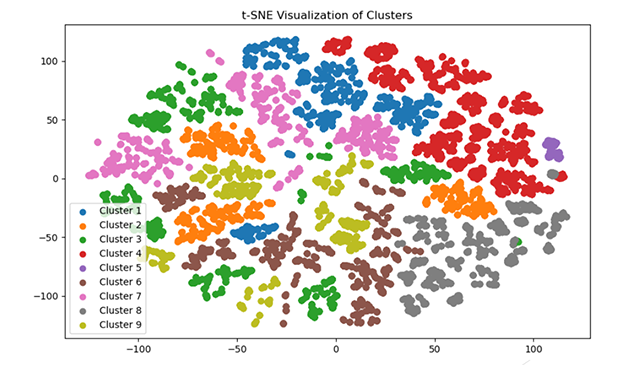 t-SNE Visualization of Clusters
100
50
0
−50
−100
Cluster 1
Cluster 2
Cluster 3
Cluster 4
Cluster 5
Cluster 6
Cluster 7
Cluster 8
Cluster 9
−100 −50 0 50 100